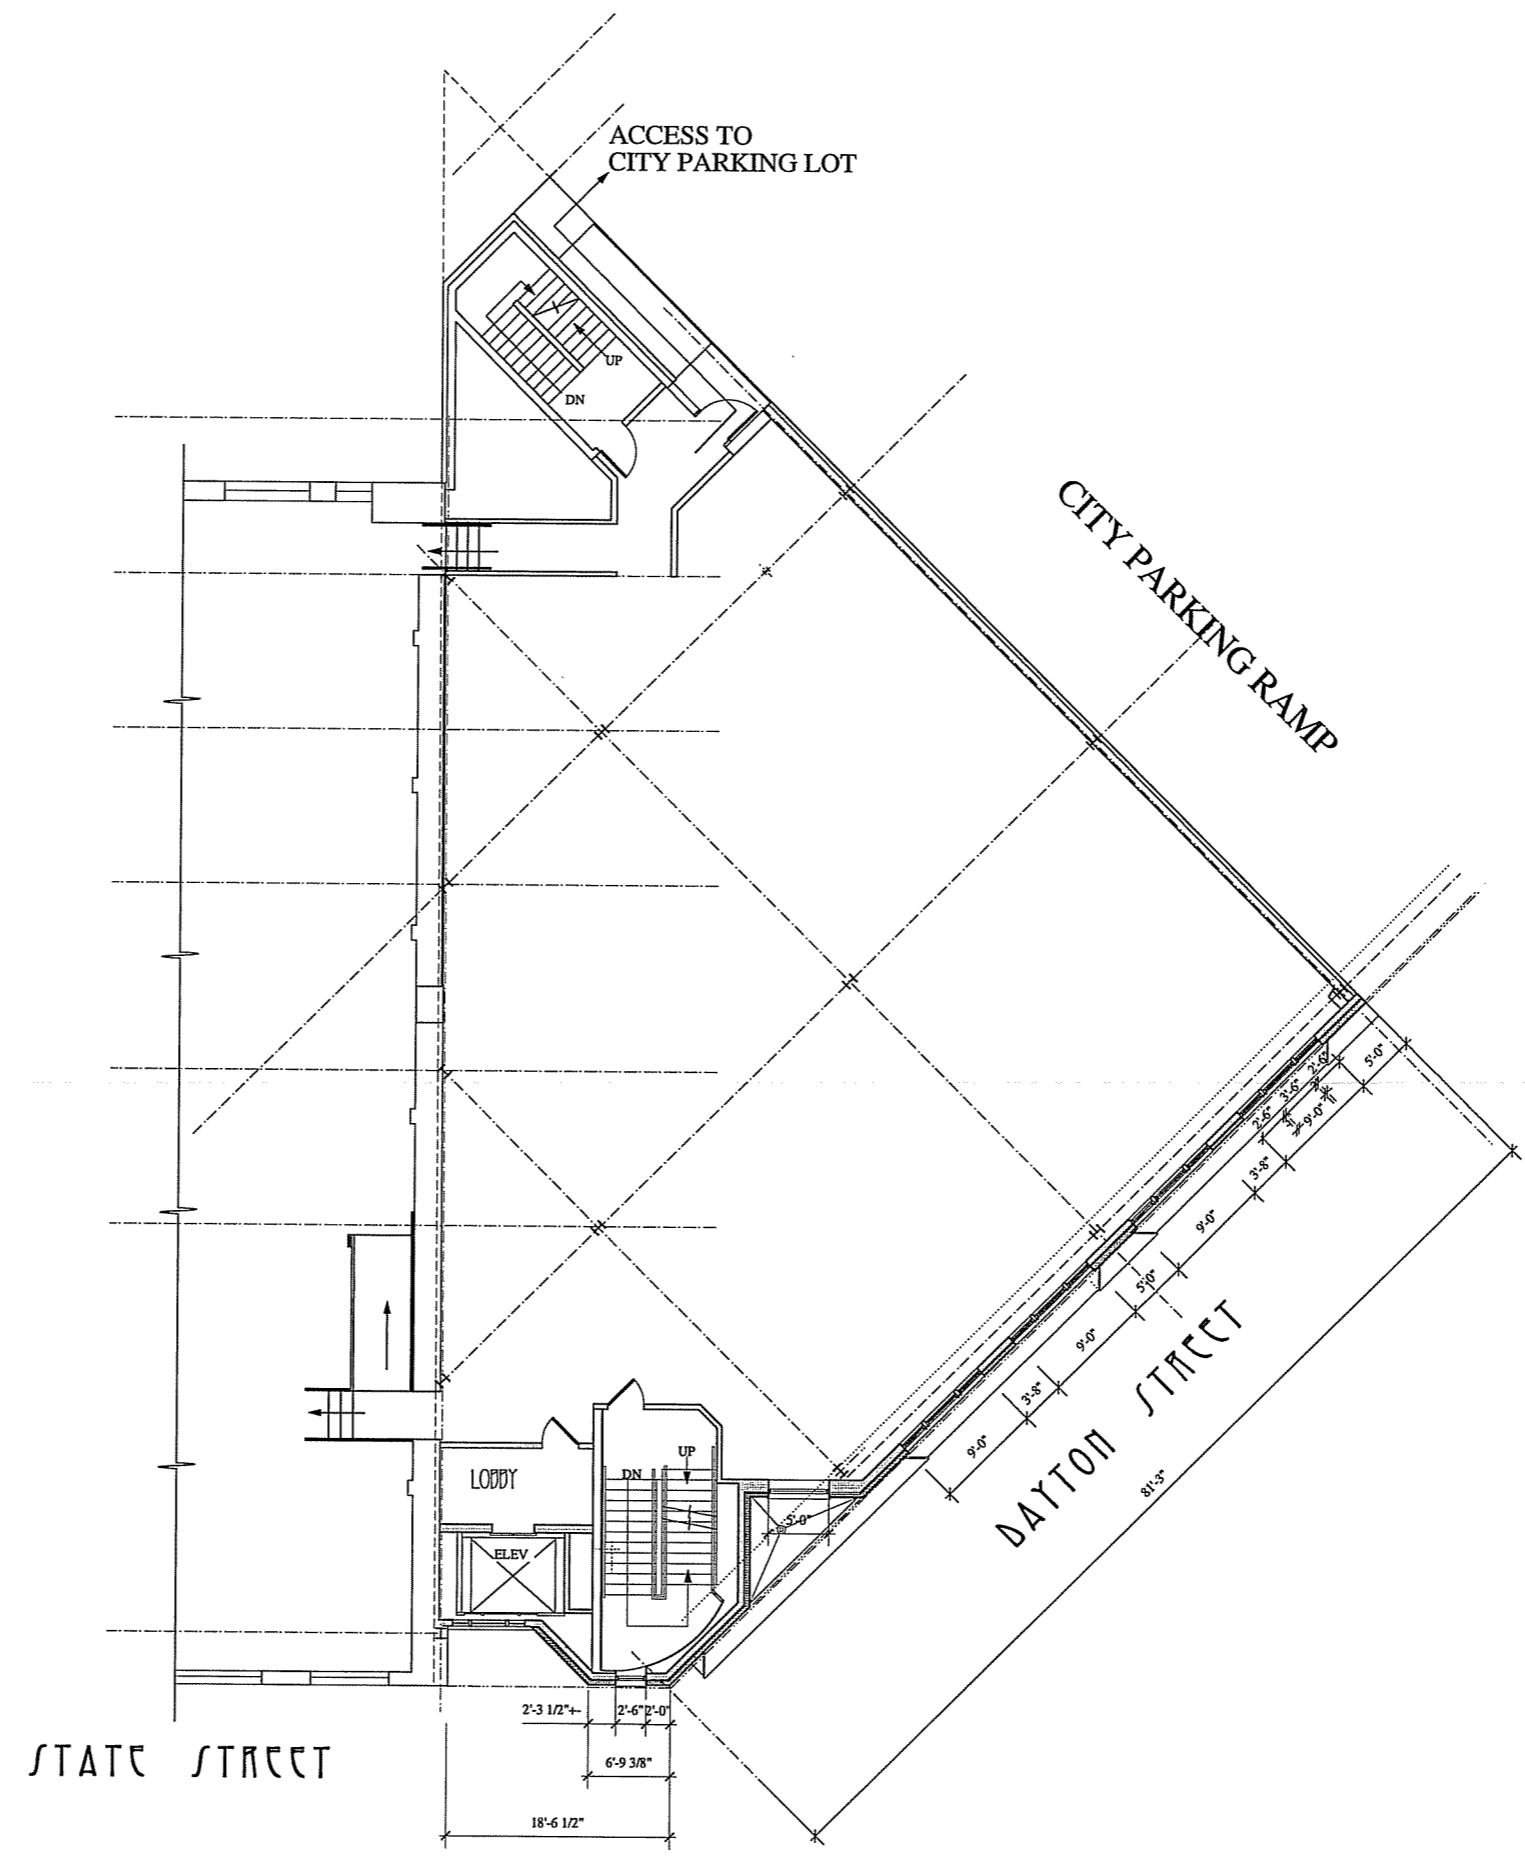 ACCESS TO
CITY PARKING LOT
UP
DN
CITY PARKING RAMP
5'-0"
2'-6"
3'-6"
2'-6"
9'-0"
3'-8"
9'-0"
5'-0"
9'-0"
3'-8"
9'-0"
81'-3"
DAYTON STREET
UP
DN
LOBBY
5'-0"
ELEV
2'-3 1/2"+-
2'-6"
2'-0"
6'-9 3/8"
18'-6 1/2"
STATE STREET